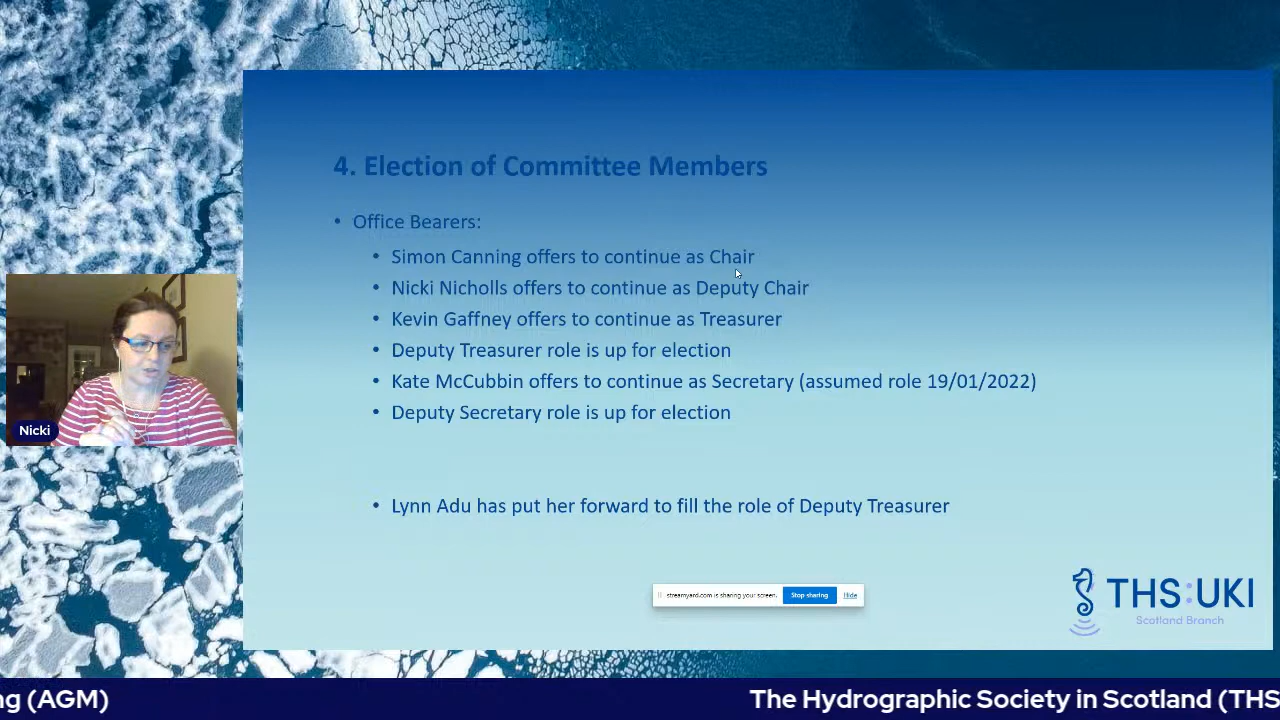 4. Election of Committee Members
• Office Bearers:
• Simon Canning offers to continue as Chair
• Nicki Nicholls offers to continue as Deputy Chair
• Kevin Gaffney offers to continue as Treasurer
• Deputy Treasurer role is up for election
• Kate McCubbin offers to continue as Secretary (assumed role 19/01/2022)
• Deputy Secretary role is up for election
• Lynn Adu has put her forward to fill the role of Deputy Treasurer
Nicki
streamyard.com is sharing your screen. Stop sharing Hide
THS:UKI
Scotland Branch
ng (AGM) The Hydrographic Society in Scotland (THS